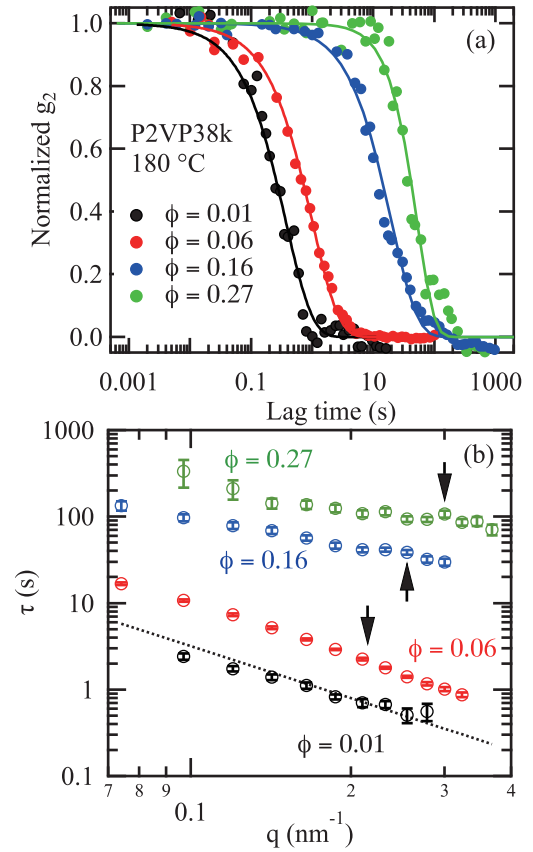 (a)
1.0
0.8
0.6
0.4
0.2
0.0
Normalized g2
P2VP38k
180 °C
ϕ = 0.01
ϕ = 0.06
ϕ = 0.16
ϕ = 0.27
0.001
0.1
10
1000
Lag time (s)
(b)
1000
100
10
1
0.1
τ (s)
ϕ = 0.27
ϕ = 0.16
ϕ = 0.06
ϕ = 0.01
7 8 9 0.1 2 3 4
q (nm⁻¹)